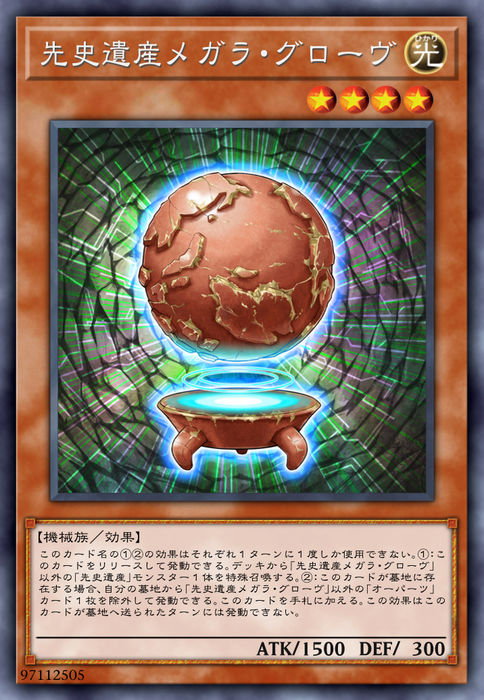 先史遺産メガラ・グローヴ
光
ひかり
【機械族／効果】
このカード名の①②の効果はそれぞれ1ターンに1度しか使用できない。①：こ
のカードをリリースして発動できる。デッキから「先史遺産メガラ・グローヴ」
以外の「先史遺産」モンスター1体を特殊召喚する。②：このカードが墓地に存
在する場合、自分の墓地から「先史遺産メガラ・グローヴ」以外の「オーパーツ」
カード1枚を除外して発動できる。このカードを手札に加える。この効果はこの
カードが墓地へ送られたターンには発動できない。
ATK/1500 DEF/ 300
97112505